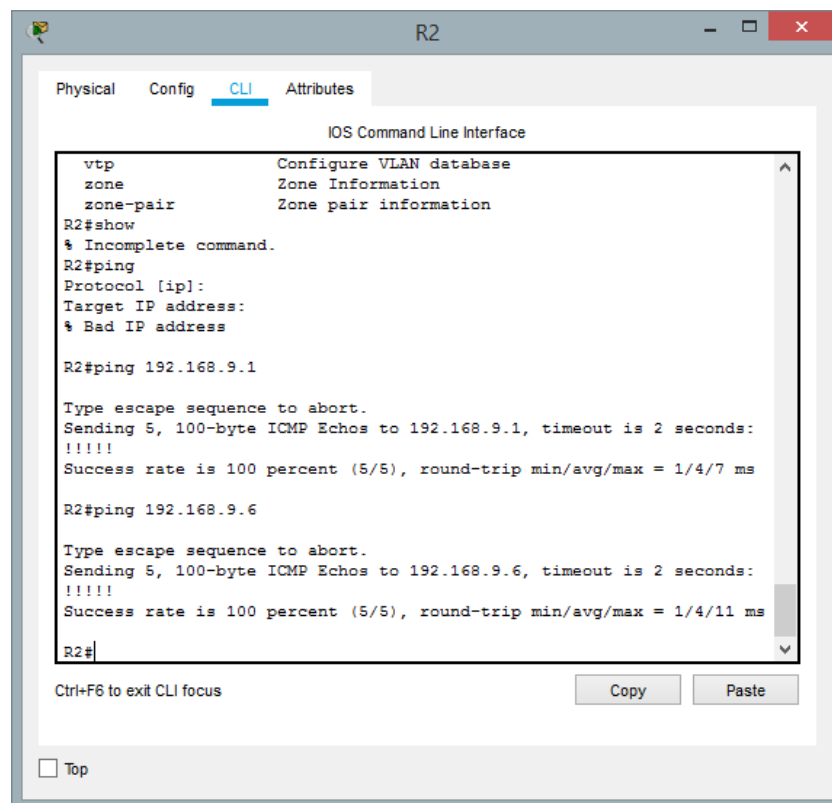 R2
Physical Config CLI Attributes
IOS Command Line Interface
vtp Configure VLAN database
zone Zone Information
zone-pair Zone pair information
R2#show
% Incomplete command.
R2#ping
Protocol [ip]:
Target IP address:
% Bad IP address
R2#ping 192.168.9.1
Type escape sequence to abort.
Sending 5, 100-byte ICMP Echos to 192.168.9.1, timeout is 2 seconds:
!!!!!
Success rate is 100 percent (5/5), round-trip min/avg/max = 1/4/7 ms
R2#ping 192.168.9.6
Type escape sequence to abort.
Sending 5, 100-byte ICMP Echos to 192.168.9.6, timeout is 2 seconds:
!!!!!
Success rate is 100 percent (5/5), round-trip min/avg/max = 1/4/11 ms
R2#
Ctrl+F6 to exit CLI focus
Copy Paste
Top